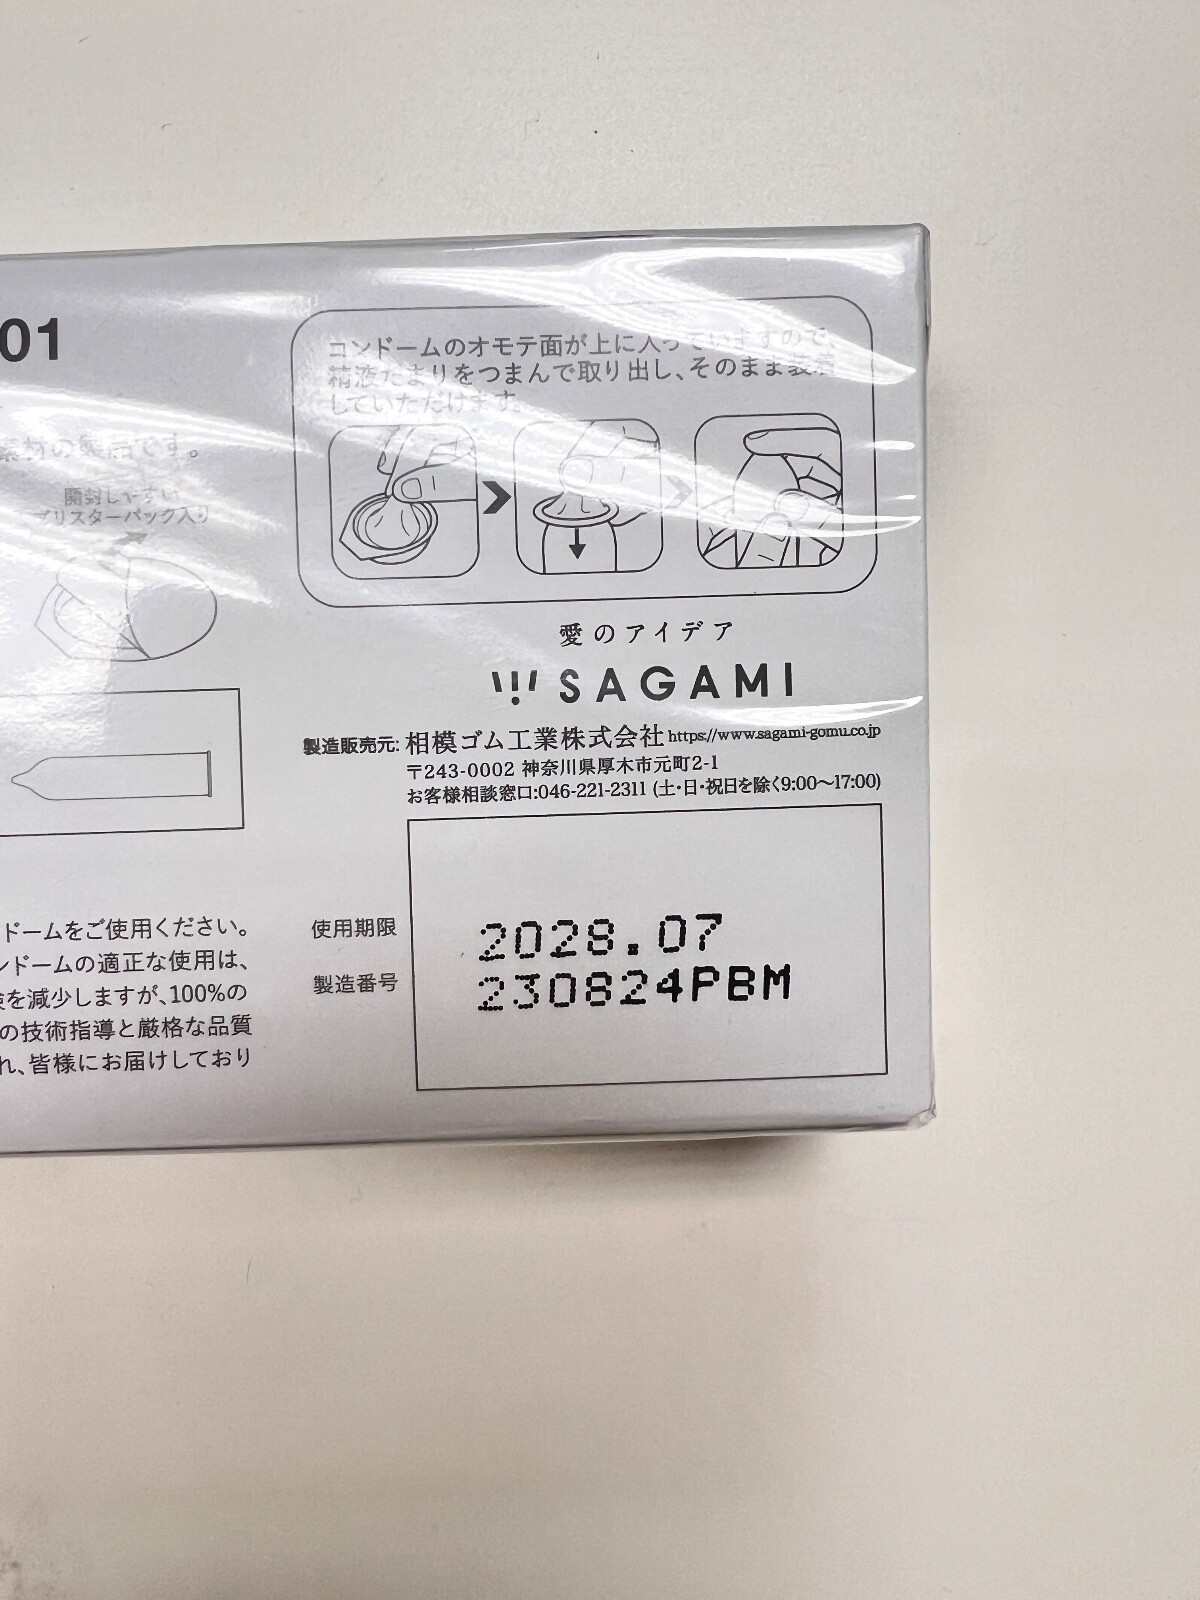 01
コンドームのオモテ面が上に入っていますので、
精液だまりをつまんで取り出し、そのまま装着
していただけます。
素材の製品です。
開封しやすい
ブリスターパック入り
愛のアイデア
SAGAMI
製造販売元: 相模ゴム工業株式会社 https://www.sagami-gomu.co.jp
〒243-0002 神奈川県厚木市元町2-1
お客様相談窓口:046-221-2311 (土・日・祝日を除く9:00〜17:00)
ドームをご使用ください。
ンドームの適正な使用は、
を減少しますが、100%の
の技術指導と厳格な品質
れ、皆様にお届けしており
使用期限 2028.07
製造番号 230824PBM